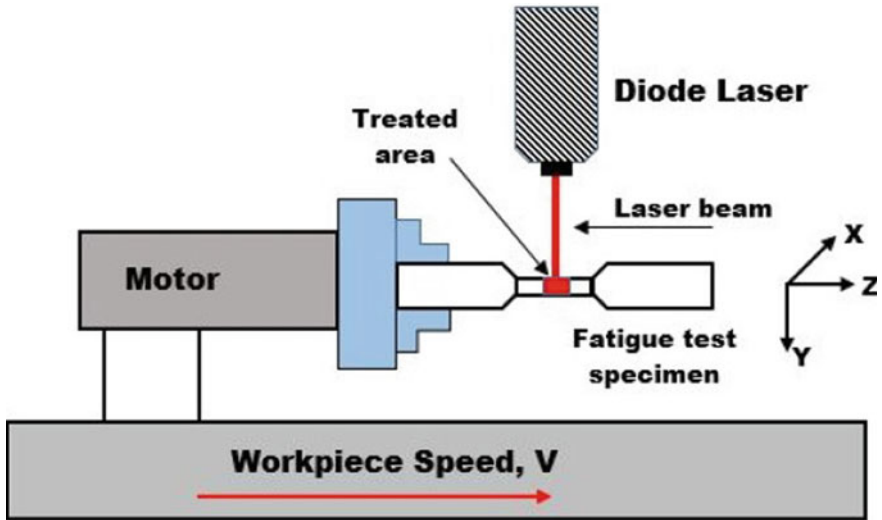 Diode Laser
Treated
area
Laser beam
X
Motor
Z
Y
Fatigue test
specimen
Workpiece Speed, V